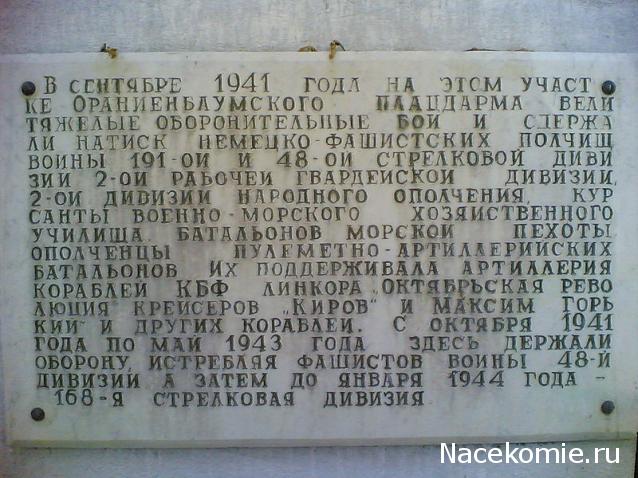 В СЕНТЯБРЕ 1941 ГОДА НА ЭТОМ УЧАСТ
КЕ ОРАНИЕНБАУМСКОГО ПЛАЦДАРМА ВЕЛИ
ТЯЖЕЛЫЕ ОБОРОНИТЕЛЬНЫЕ БОИ И СДЕРЖА
ЛИ НАТИСК НЕМЕЦКО-ФАШИСТСКИХ ПОЛЧИЩ
ВОИНЫ 191-ОЙ И 48-ОЙ СТРЕЛКОВОЙ ДИВИ
ЗИИ 2-ОЙ РАБОЧЕЙ ГВАРДЕЙСКОЙ ДИВИЗИИ,
2-ОЙ ДИВИЗИИ НАРОДНОГО ОПОЛЧЕНИЯ, КУР
САНТЫ ВОЕННО-МОРСКОГО ХОЗЯЙСТВЕННОГО
УЧИЛИЩА. БАТАЛЬОНОВ МОРСКОЙ ПЕХОТЫ
ОПОЛЧЕНЦЫ ПУЛЕМЕТНО-АРТИЛЛЕРИЙСКИХ
БАТАЛЬОНОВ ИХ ПОДДЕРЖИВАЛА АРТИЛЛЕРИЯ
КОРАБЛЕЙ КБФ ЛИНКОРА „ОКТЯБРЬСКАЯ РЕВО
ЛЮЦИЯ КРЕЙСЕРОВ „КИРОВ" И МАКСИМ ГОРЬ
КИЙ" И ДРУГИХ КОРАБЛЕЙ. С ОКТЯБРЯ 1941
ГОДА ПО МАЙ 1943 ГОДА ЗДЕСЬ ДЕРЖАЛИ
ОБОРОНУ, ИСТРЕБЛЯЯ ФАШИСТОВ ВОИНЫ 48-Й
ДИВИЗИИ А ЗАТЕМ ДО ЯНВАРЯ 1944 ГОДА -
168-Я СТРЕЛКОВАЯ ДИВИЗИЯ.
Nacekomie.ru